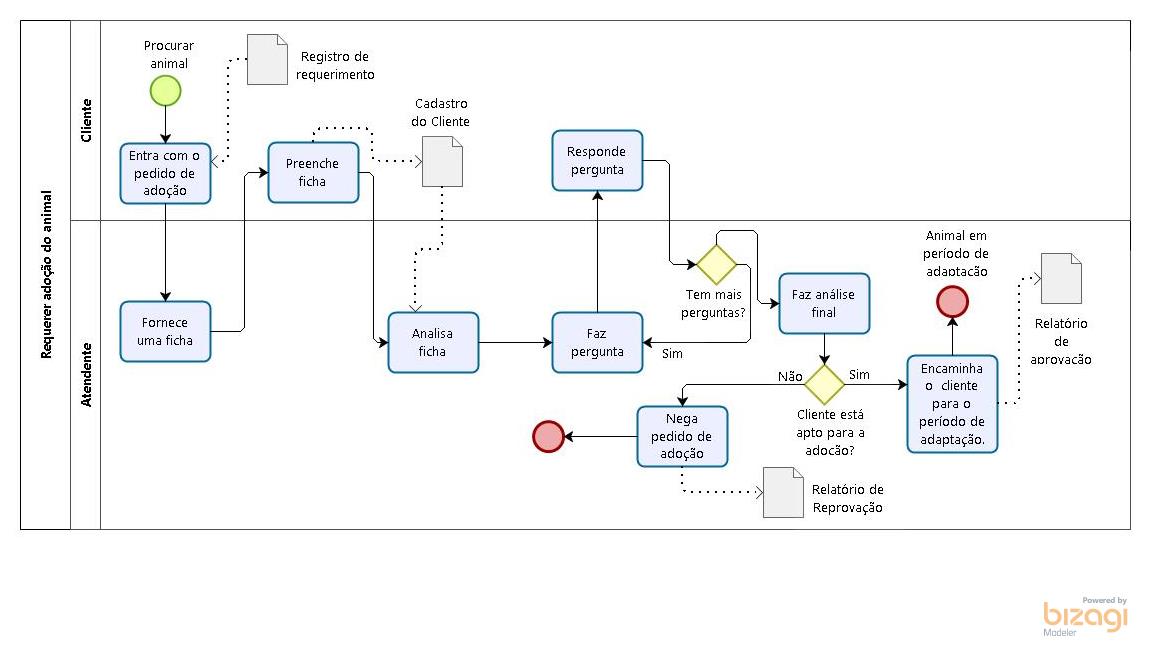 Requerer adoção do animal
Cliente
Procurar
animal
Registro de
requerimento
Entra com o
pedido de
adoção
Preenche
ficha
Cadastro
do Cliente
Responde
pergunta
Atendente
Fornece
uma ficha
Analisa
ficha
Faz
pergunta
Tem mais
perguntas?
Sim
Faz análise
final
Cliente está
apto para a
adoção?
Não
Sim
Nega
pedido de
adoção
Relatório de
Reprovação
Encaminha
o cliente
para o
período de
adaptação.
Animal em
período de
adaptação
Relatório
de
aprovação
Powered by
bizagi
Modeler